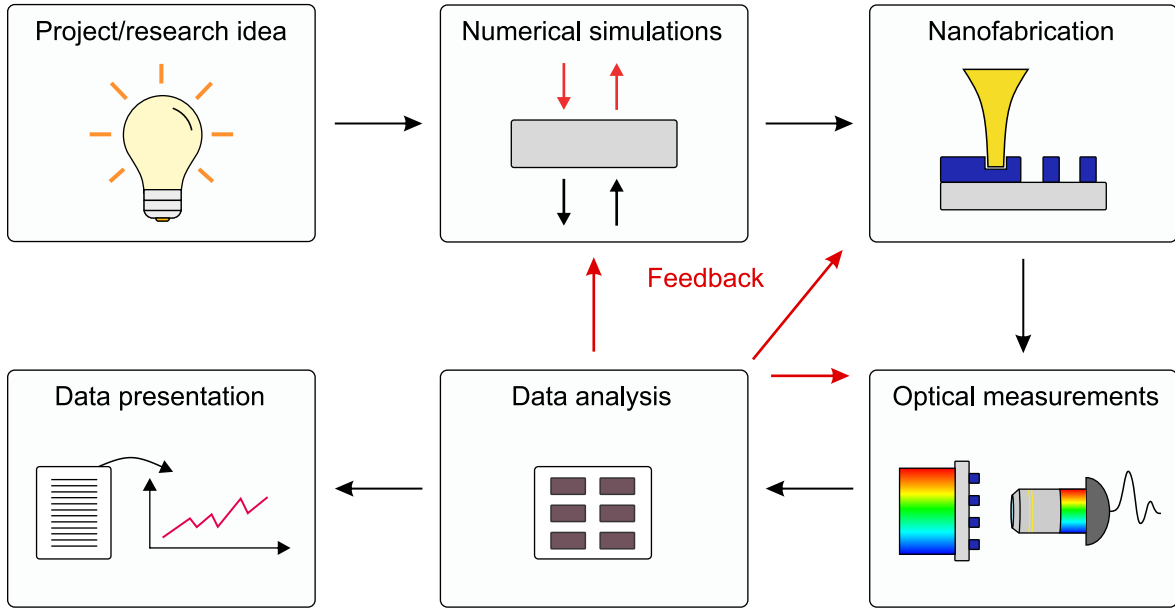 Project/research idea
Numerical simulations
Nanofabrication
Feedback
Data presentation
Data analysis
Optical measurements